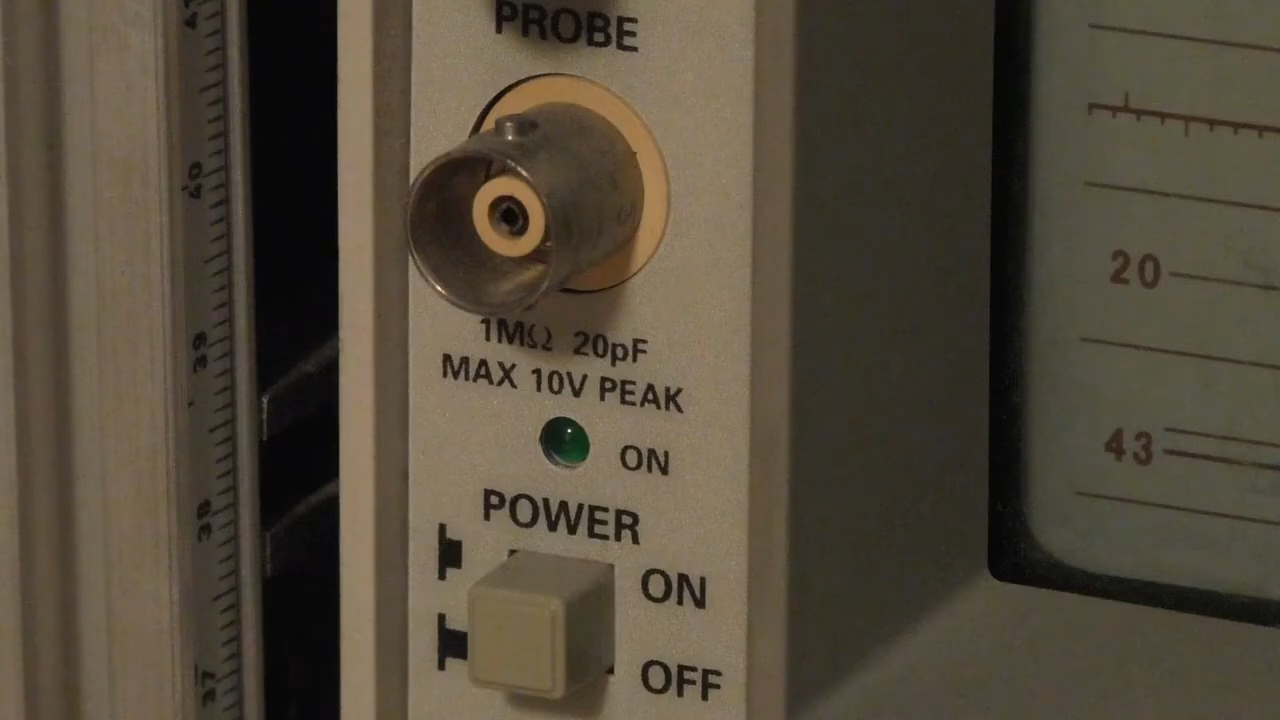 PROBE
1MΩ 20pF
MAX 10V PEAK
ON
POWER
ON
OFF
41
40
39
38
37
20
43